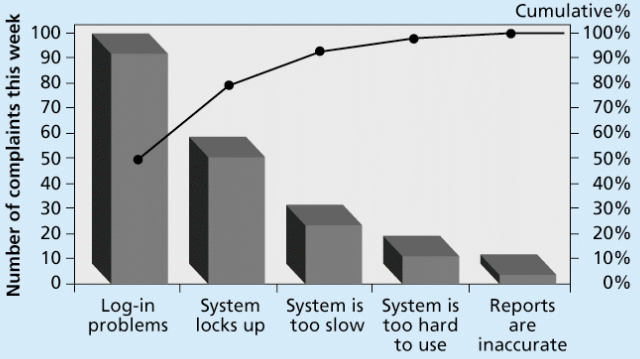 Cumulative%
Number of complaints this week
100
90
80
70
60
50
40
30
20
10
0
100%
90%
80%
70%
60%
50%
40%
30%
20%
10%
0%
Log-in
problems
System
locks up
System is
too slow
System is
too hard
to use
Reports
are
inaccurate